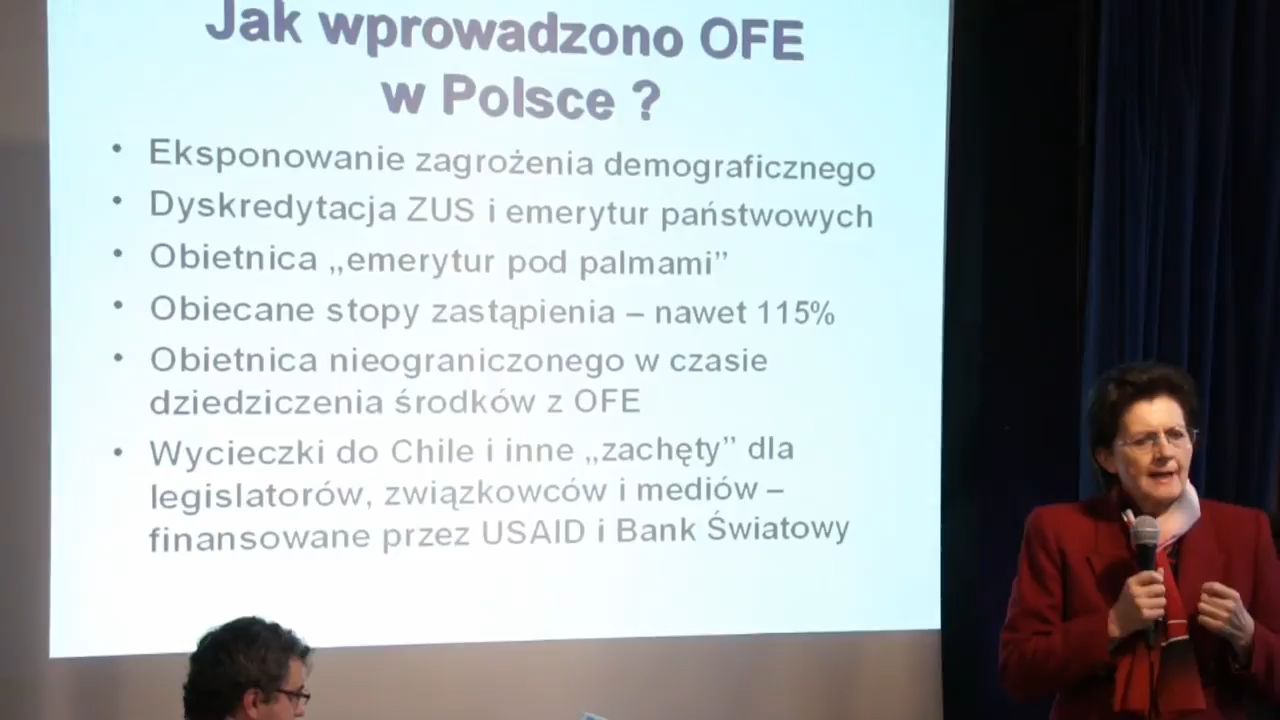 Jak wprowadzono OFE
w Polsce ?
• Eksponowanie zagrożenia demograficznego
• Dyskredytacja ZUS i emerytur państwowych
• Obietnica „emerytur pod palmami”
• Obiecane stopy zastąpienia – nawet 115%
• Obietnica nieograniczonego w czasie
dziedziczenia środków z OFE
• Wycieczki do Chile i inne „zachęty” dla
legislatorów, związkowców i mediów –
finansowane przez USAID i Bank Światowy